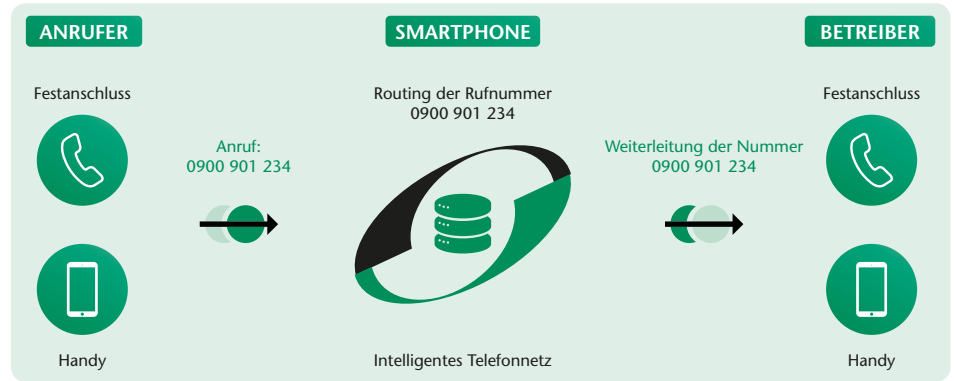 ANRUFER
SMARTPHONE
BETREIBER
Festanschluss
Routing der Rufnummer
0900 901 234
Festanschluss
Anruf:
0900 901 234
Weiterleitung der Nummer
0900 901 234
Handy
Intelligentes Telefonnetz
Handy